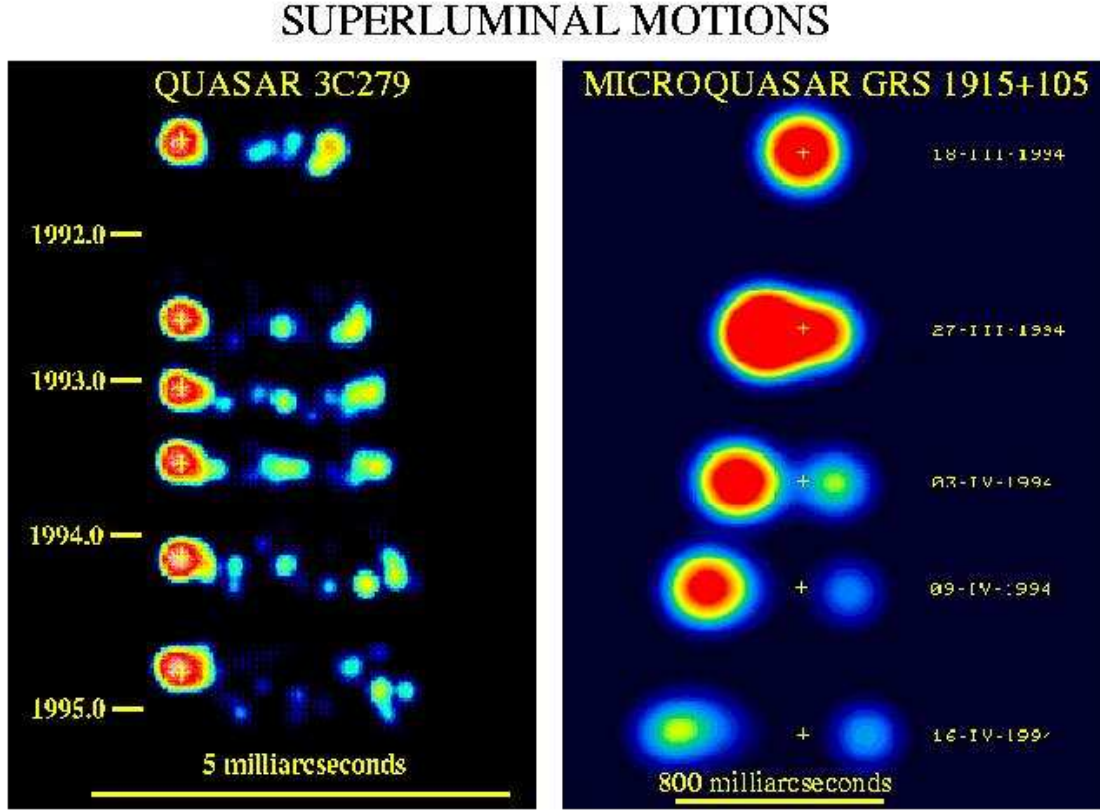 SUPERLUMINAL MOTIONS
QUASAR 3C279
1992.0
1993.0
1994.0
1995.0
5 milliarcseconds
MICROQUASAR GRS 1915+105
18-III-1994
27-III-1994
03-IV-1994
09-IV-1994
16-IV-1994
800 milliarcseconds